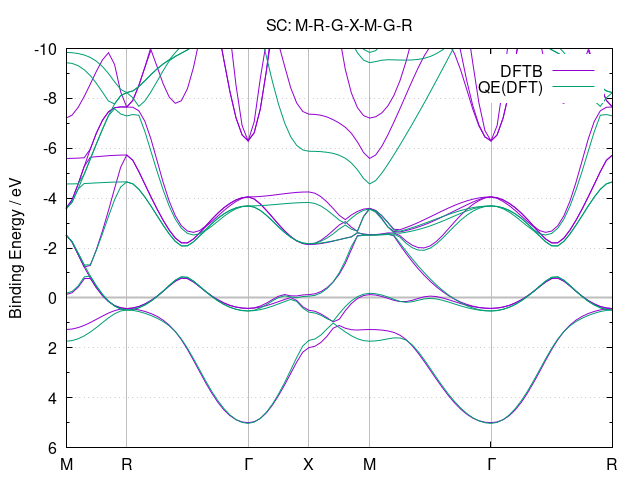 SC: M-R-G-X-M-G-R
-10
DFTB
QE(DFT)
-8
-6
-4
-2
0
2
4
6
Binding Energy / eV
M R Γ X M Γ R